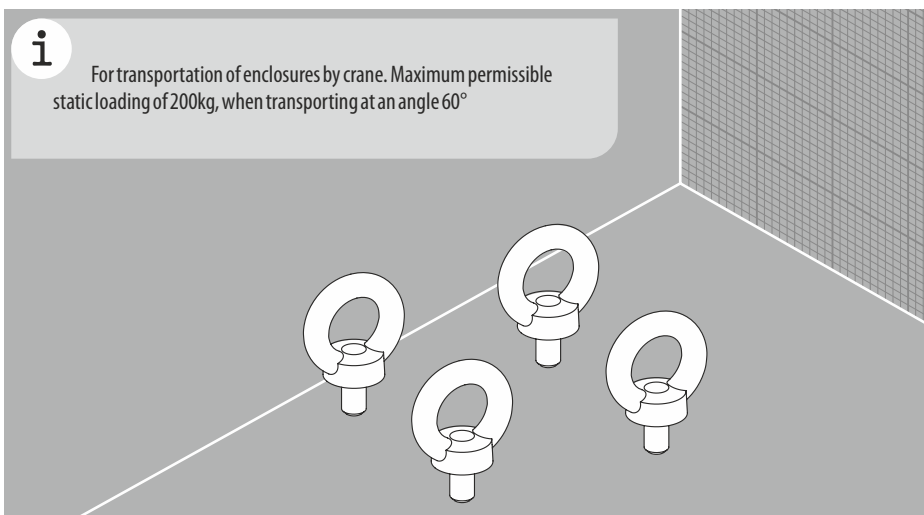 i
For transportation of enclosures by crane. Maximum permissible
static loading of 200kg, when transporting at an angle 60°